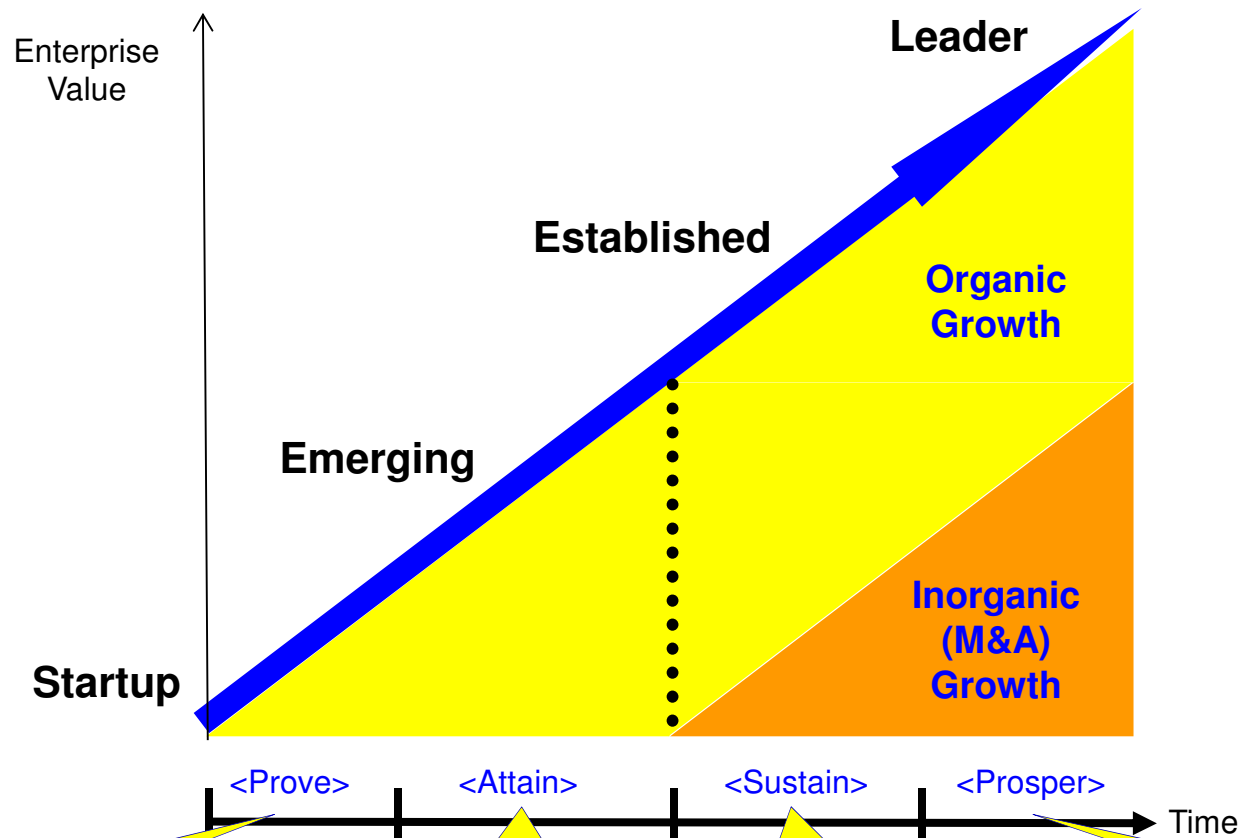 Enterprise
Value
Leader
Established
Organic
Growth
Emerging
Inorganic
(M&A)
Growth
Startup
<Prove>
<Attain>
<Sustain>
<Prosper>
Time